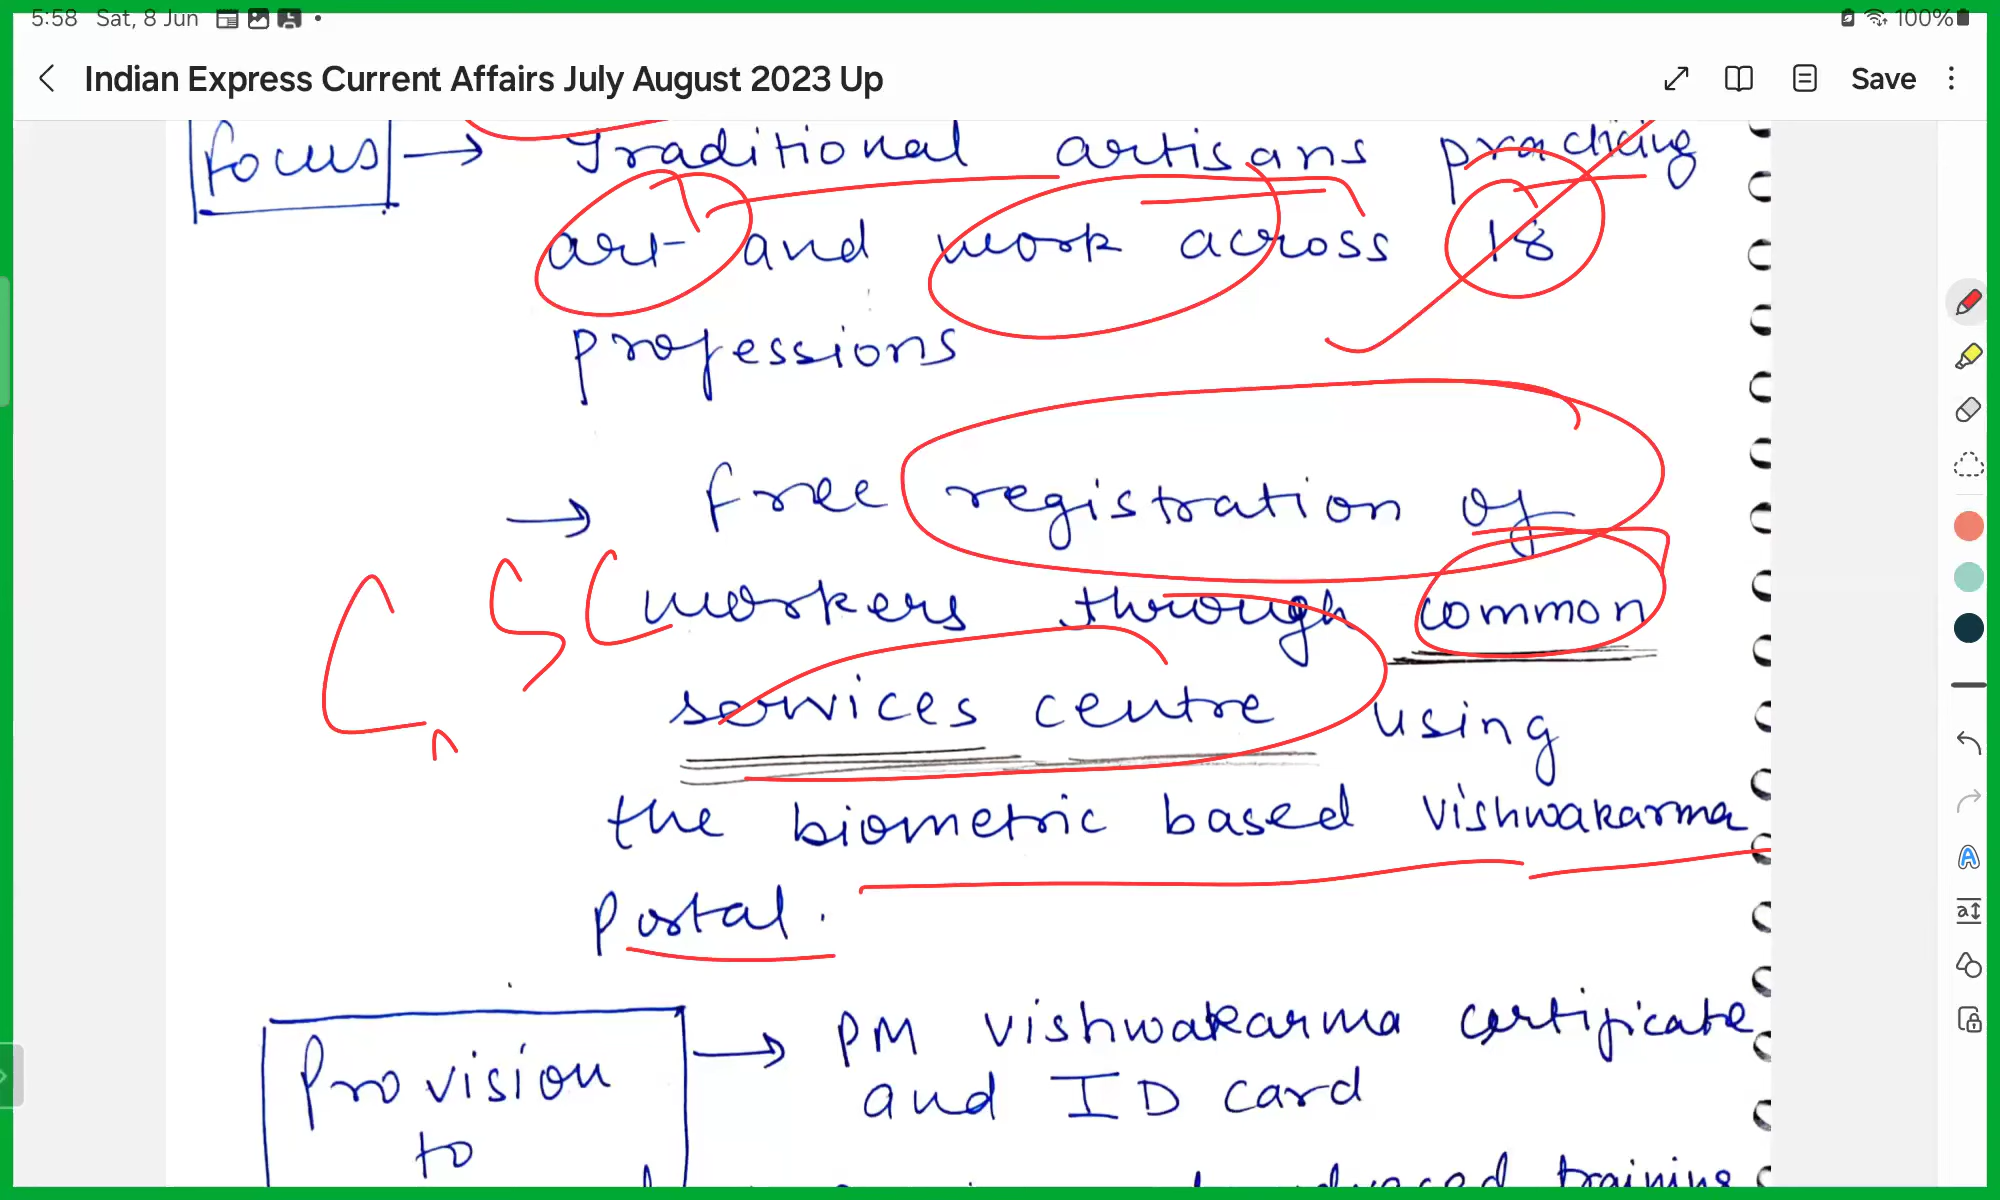 5:58 Sat, 8 Jun
100%
Indian Express Current Affairs July August 2023 Up
Save
focus → Traditional artisans practicing
art and work across 18
professions
→ free registration of
workers through common
services centre using
the biometric based vishwakarma
portal.
CSC
Provision to → PM vishwakarma certificate
and ID card
training